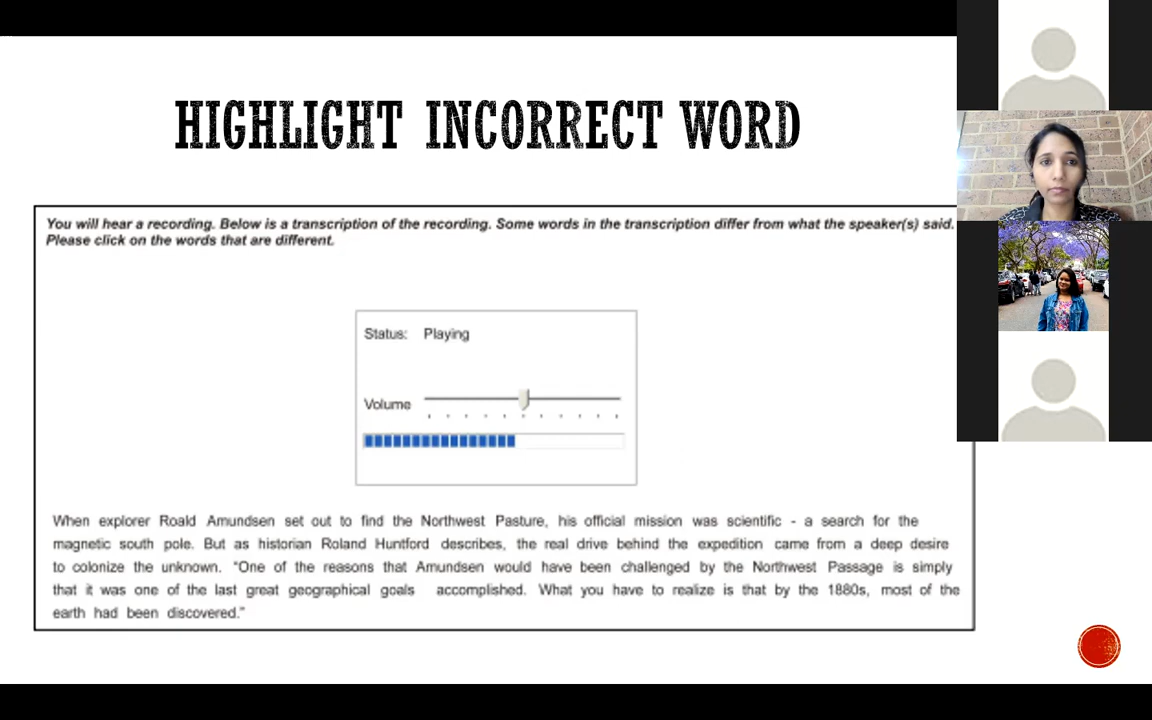 HIGHLIGHT INCORRECT WORD
You will hear a recording. Below is a transcription of the recording. Some words in the transcription differ from what the speaker(s) said.
Please click on the words that are different.
Status: Playing
Volume
When explorer Roald Amundsen set out to find the Northwest Pasture, his official mission was scientific - a search for the
magnetic south pole. But as historian Roland Huntford describes, the real drive behind the expedition came from a deep desire
to colonize the unknown. “One of the reasons that Amundsen would have been challenged by the Northwest Passage is simply
that it was one of the last great geographical goals accomplished. What you have to realize is that by the 1880s, most of the
earth had been discovered.”